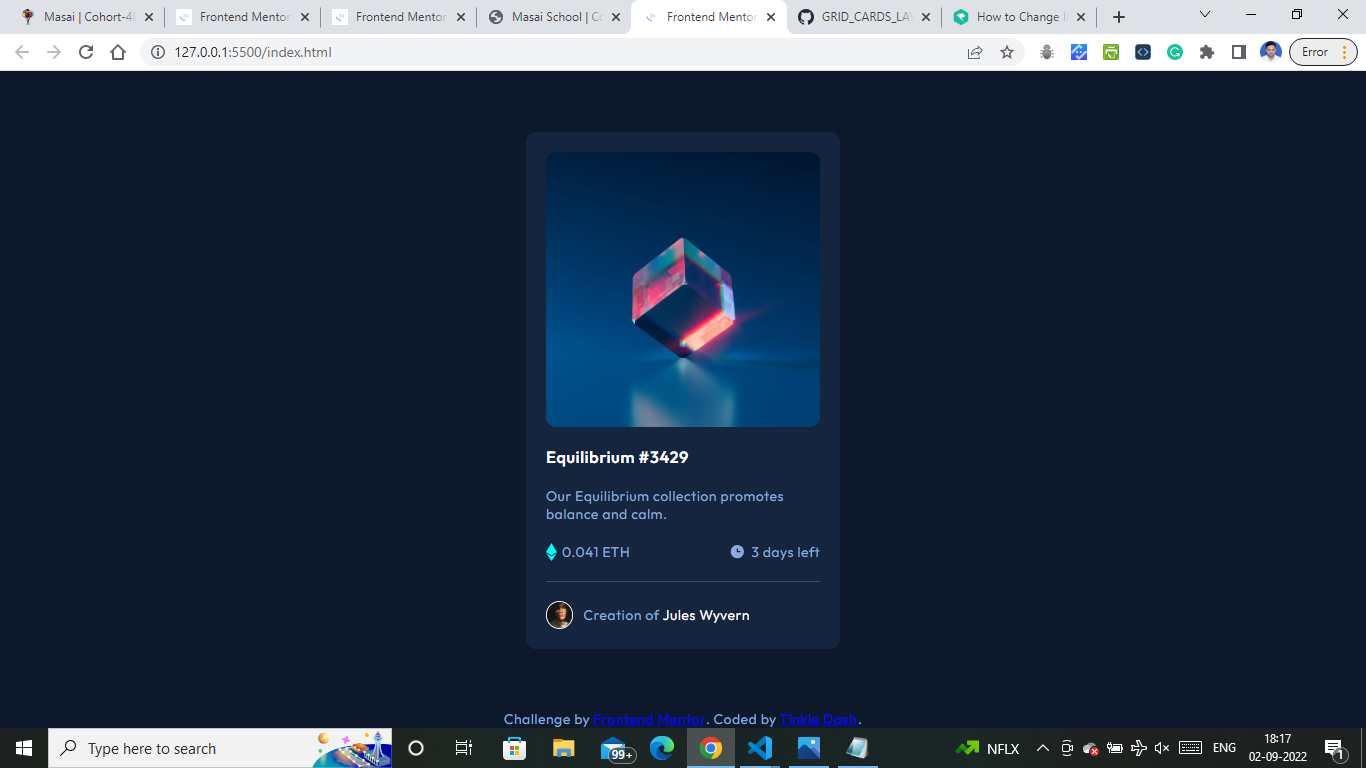 Masai | Cohort-48
Frontend Mentor
Frontend Mentor
Masai School | Co
Frontend Mentor
GRID_CARDS_LAY
How to Change I
127.0.0.1:5500/index.html
Error
Equilibrium #3429
Our Equilibrium collection promotes
balance and calm.
0.041 ETH
3 days left
Creation of Jules Wyvern
Challenge by Frontend Mentor. Coded by Tinkle Dash.
Type here to search
99+
NFLX
ENG
18:17
02-09-2022
1